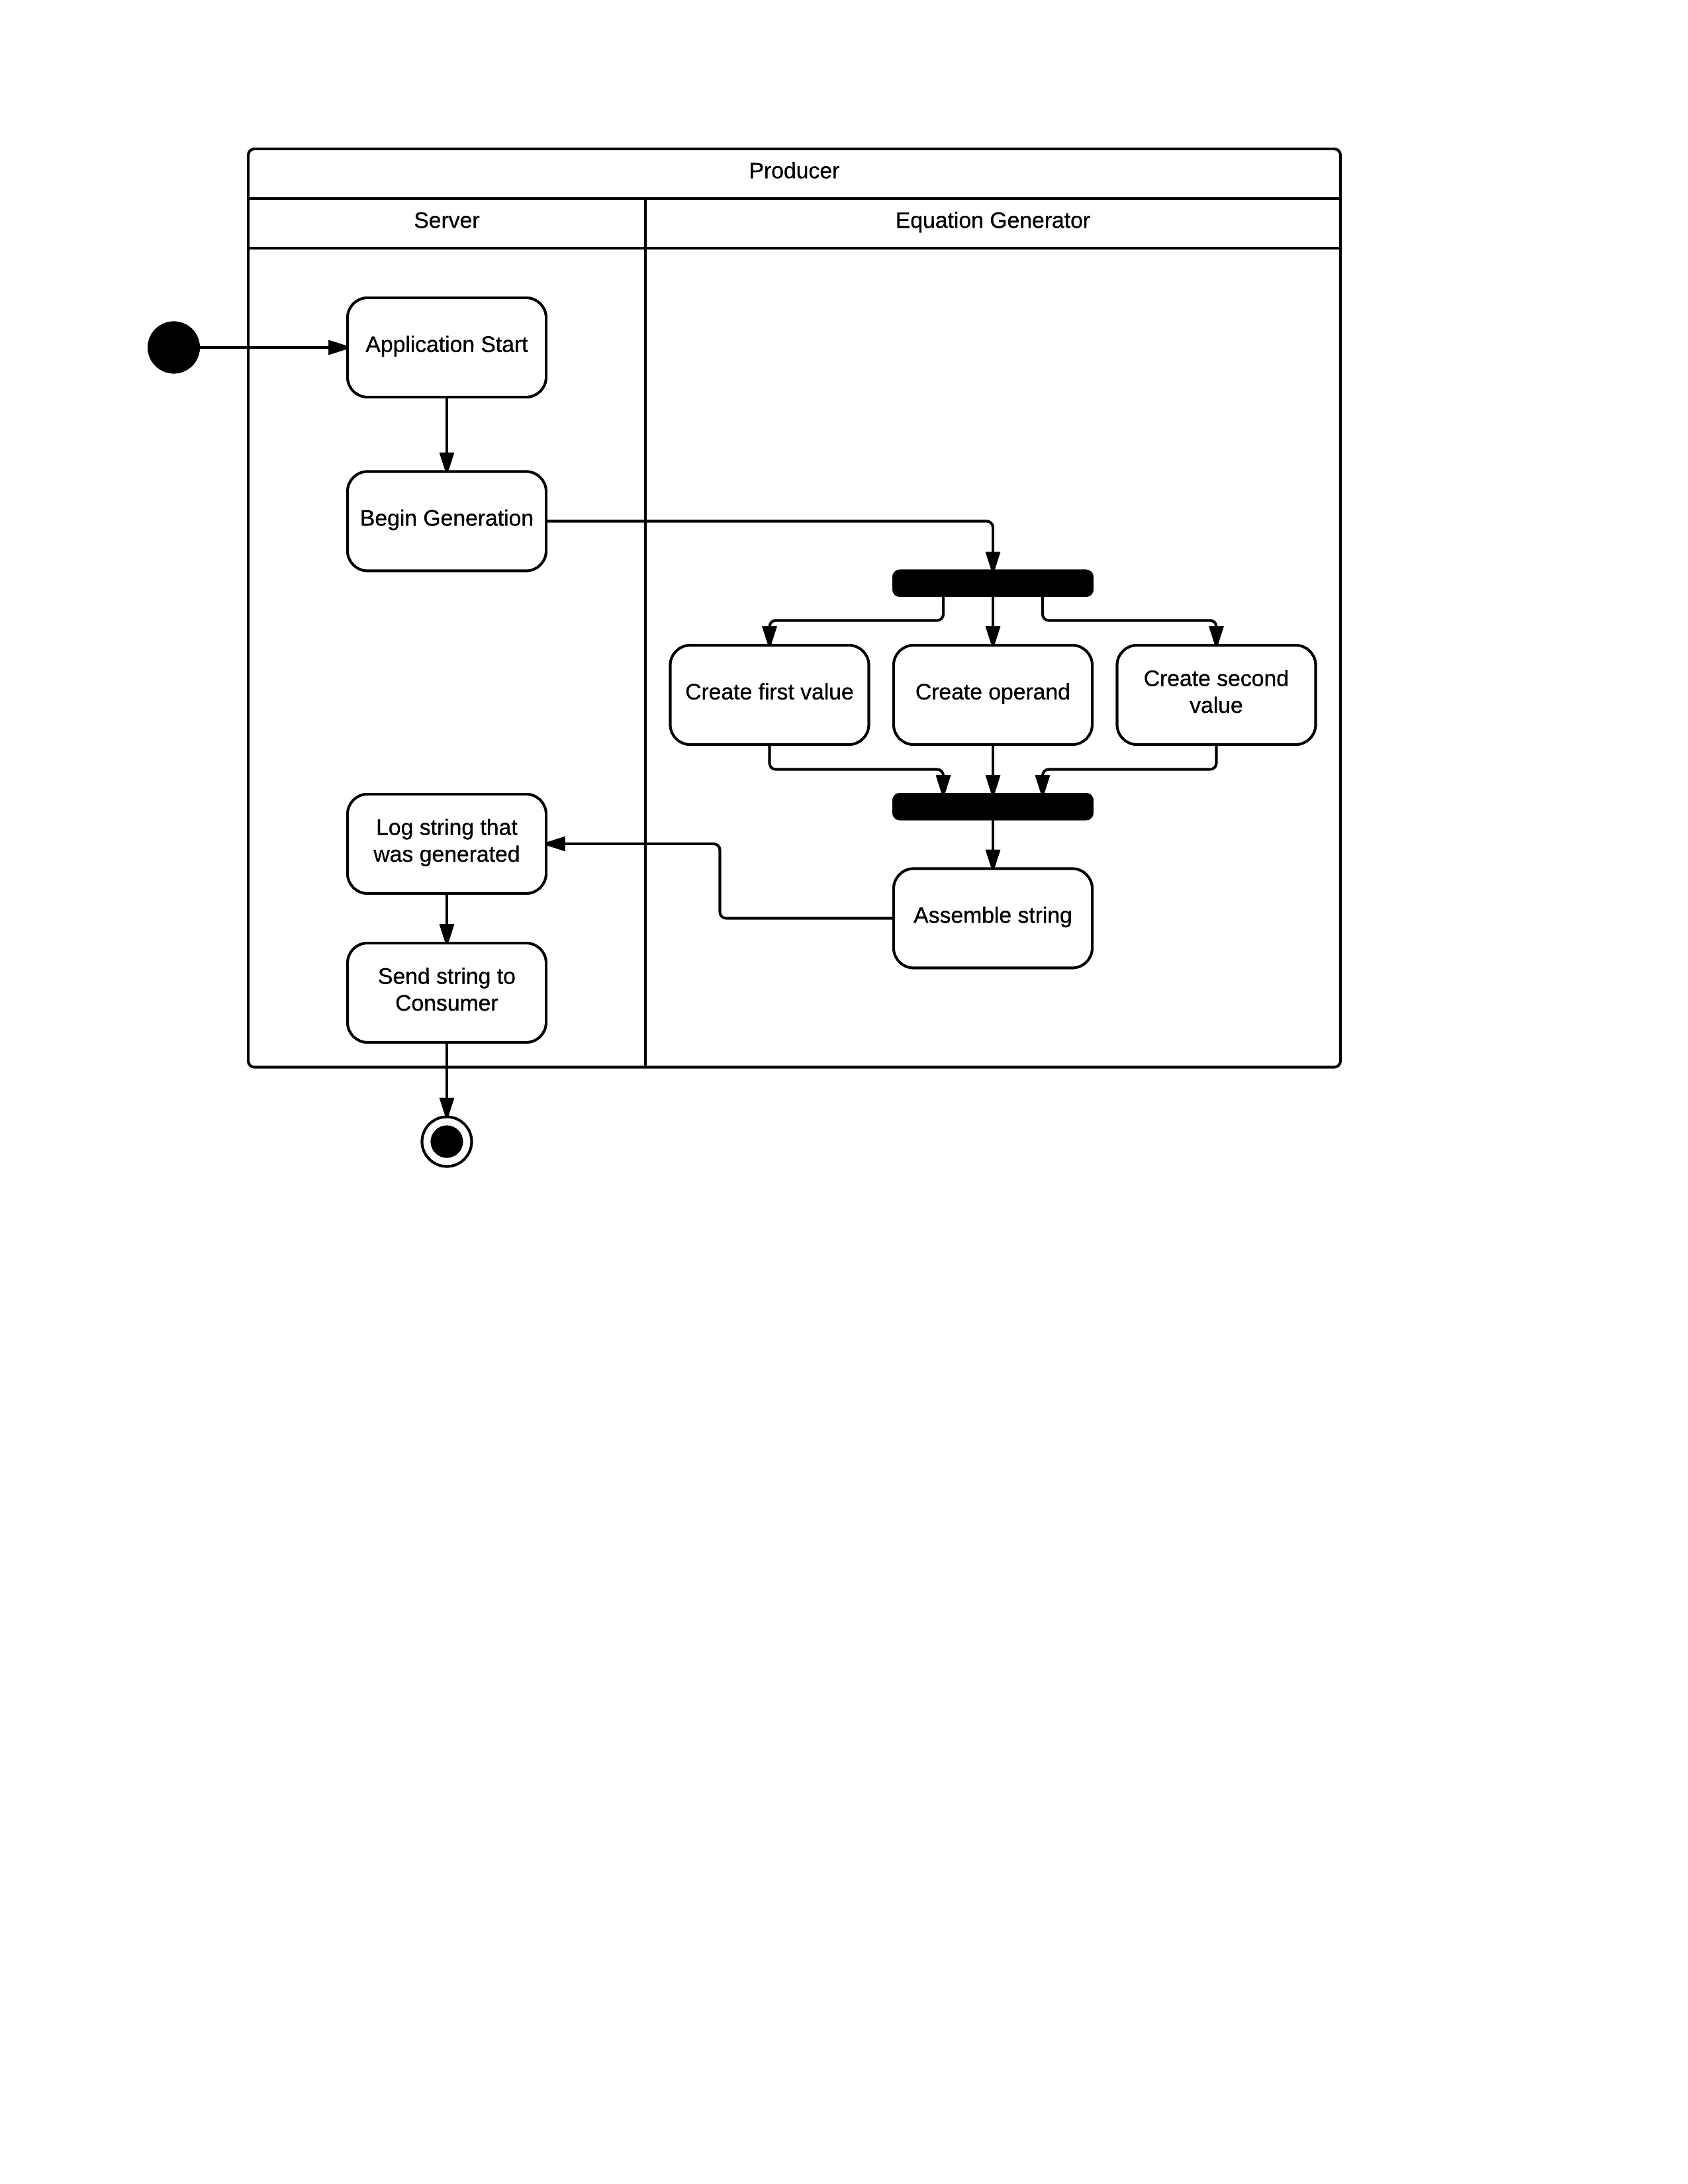 Producer
Server
Equation Generator
Application Start
Begin Generation
Create first value
Create operand
Create second
value
Log string that
was generated
Assemble string
Send string to
Consumer